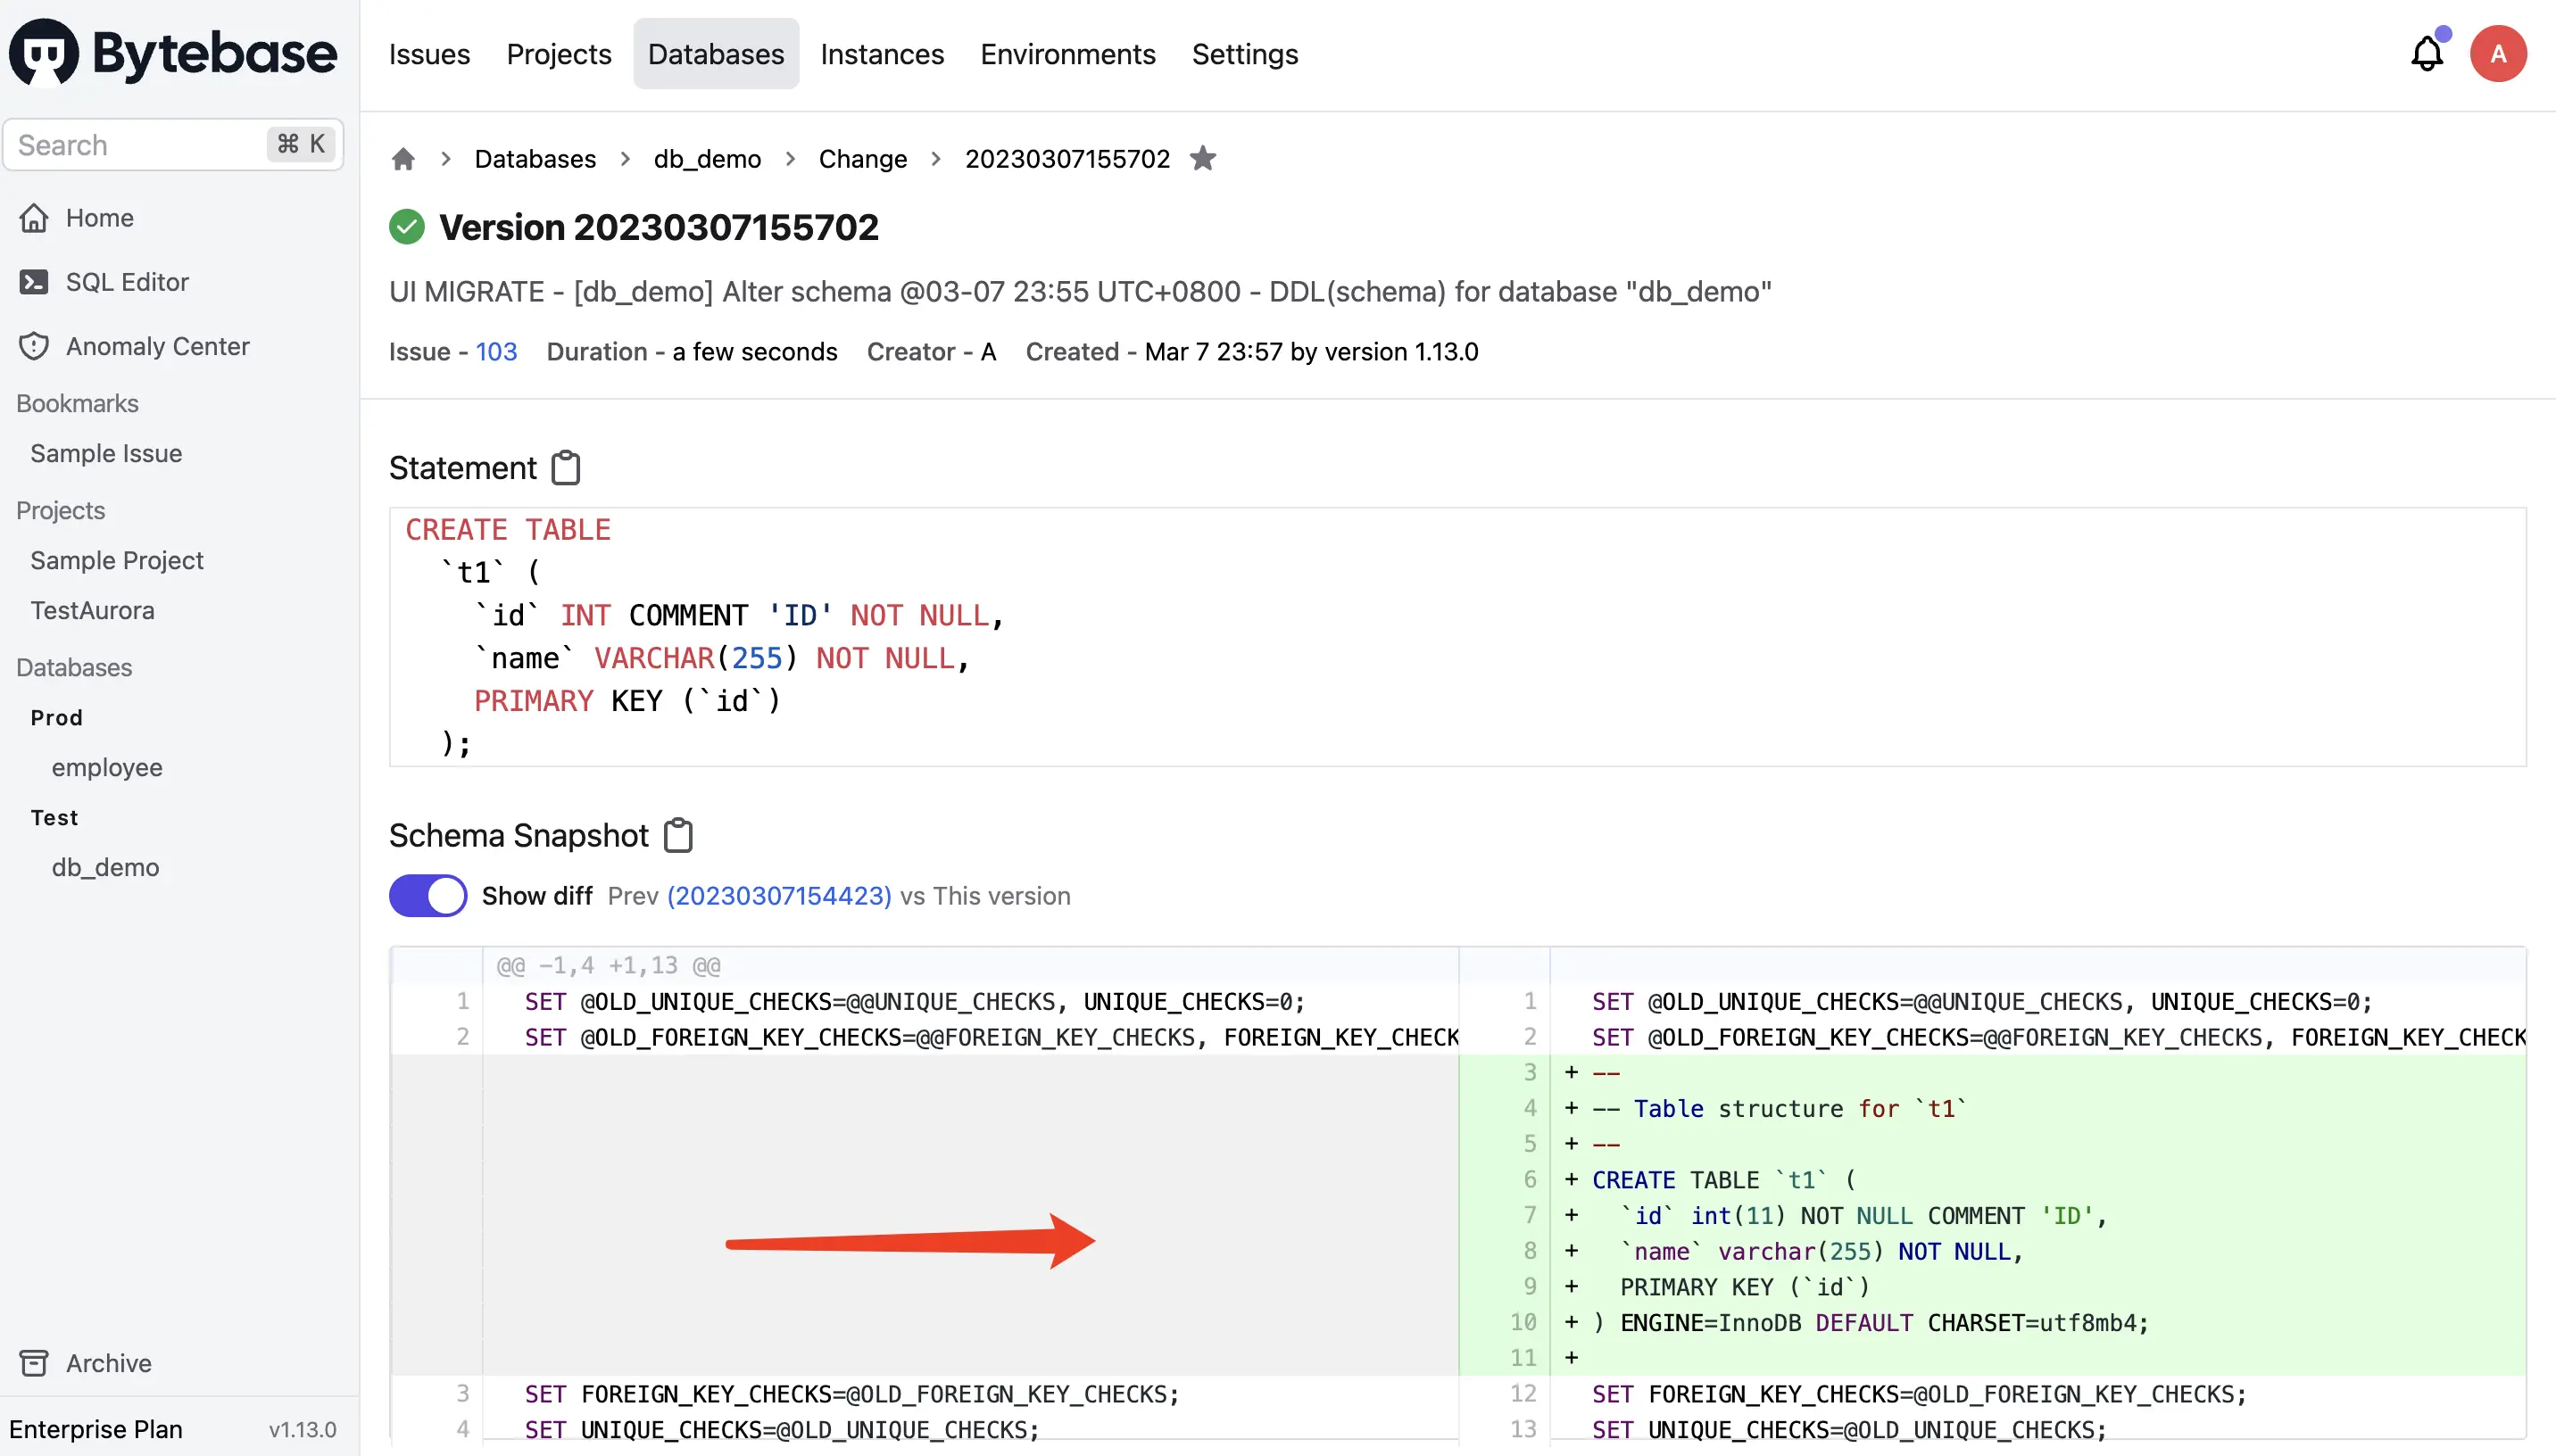 Bytebase
Issues Projects Databases Instances Environments Settings
A
Search ⌘ K
Home
SQL Editor
Anomaly Center
Bookmarks
Sample Issue
Projects
Sample Project
TestAurora
Databases
Prod
employee
Test
db_demo
Archive
Enterprise Plan v1.13.0
Databases > db_demo > Change > 20230307155702
Version 20230307155702
UI MIGRATE - [db_demo] Alter schema @03-07 23:55 UTC+0800 - DDL(schema) for database "db_demo"
Issue - 103 Duration - a few seconds Creator - A Created - Mar 7 23:57 by version 1.13.0
Statement
CREATE TABLE
`t1` (
`id` INT COMMENT 'ID' NOT NULL,
`name` VARCHAR(255) NOT NULL,
PRIMARY KEY (`id`)
);
Schema Snapshot
Show diff Prev (20230307154423) vs This version
@@ -1,4 +1,13 @@
1 SET @OLD_UNIQUE_CHECKS=@@UNIQUE_CHECKS, UNIQUE_CHECKS=0;
2 SET @OLD_FOREIGN_KEY_CHECKS=@@FOREIGN_KEY_CHECKS, FOREIGN_KEY_CHECK
3 SET FOREIGN_KEY_CHECKS=@OLD_FOREIGN_KEY_CHECKS;
4 SET UNIQUE_CHECKS=@OLD_UNIQUE_CHECKS;
1 SET @OLD_UNIQUE_CHECKS=@@UNIQUE_CHECKS, UNIQUE_CHECKS=0;
2 SET @OLD_FOREIGN_KEY_CHECKS=@@FOREIGN_KEY_CHECKS, FOREIGN_KEY_CHECK
3 + --
4 + -- Table structure for `t1`
5 + --
6 + CREATE TABLE `t1` (
7 + `id` int(11) NOT NULL COMMENT 'ID',
8 + `name` varchar(255) NOT NULL,
9 + PRIMARY KEY (`id`)
10 + ) ENGINE=InnoDB DEFAULT CHARSET=utf8mb4;
11 +
12 SET FOREIGN_KEY_CHECKS=@OLD_FOREIGN_KEY_CHECKS;
13 SET UNIQUE_CHECKS=@OLD_UNIQUE_CHECKS;